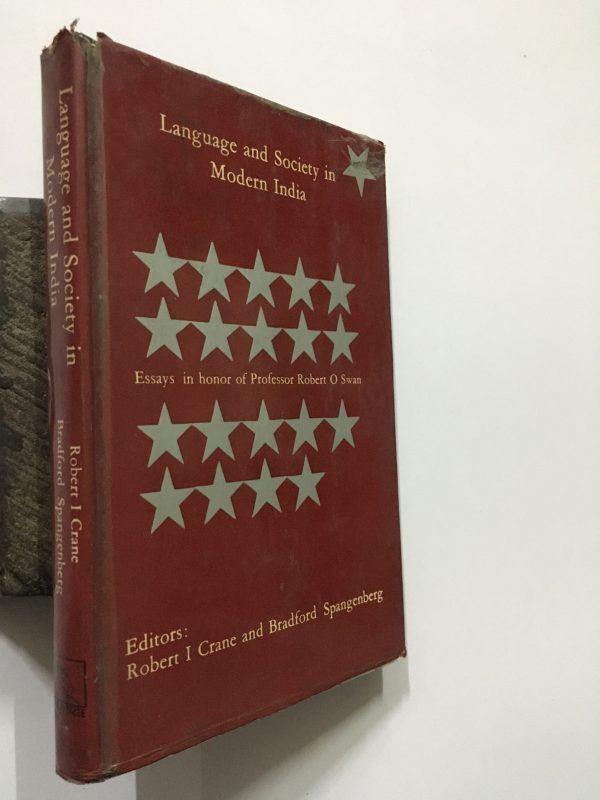 Language and Society in
Modern India
Robert I Crane
Bradford Spangenberg
Language and Society in
Modern India
Essays in honor of Professor Robert O Swan
Editors:
Robert I Crane and Bradford Spangenberg